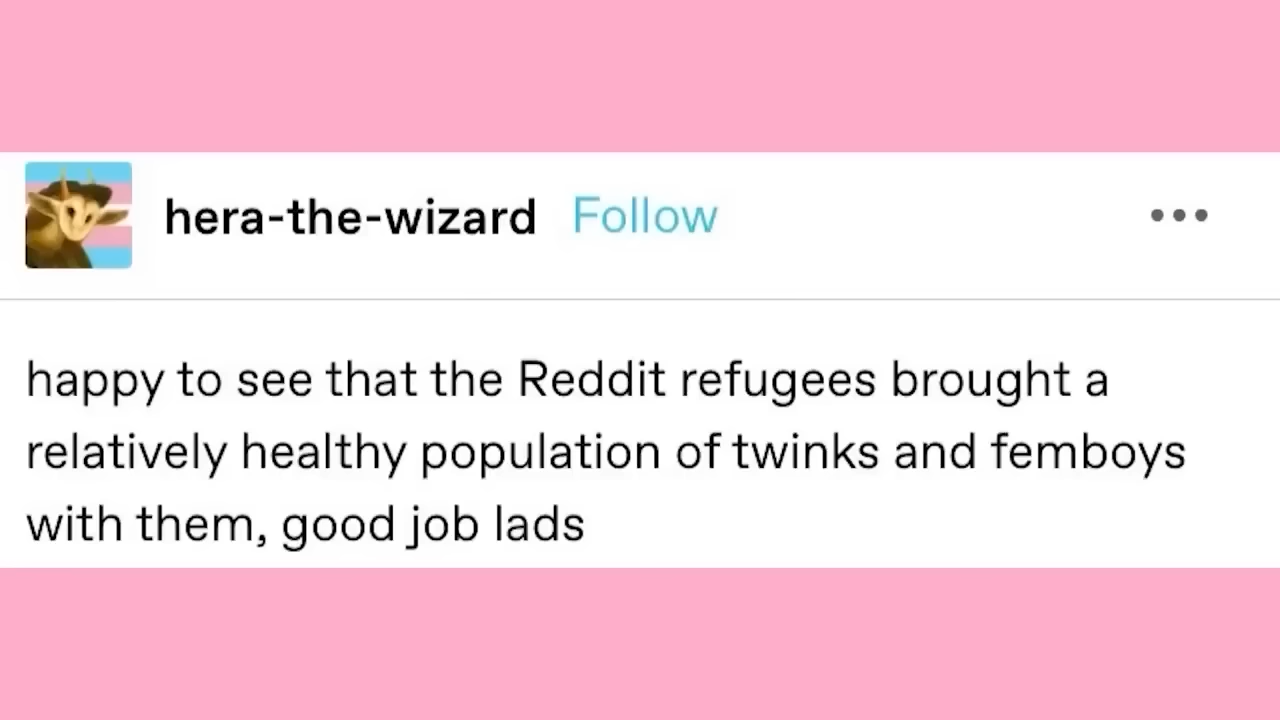 hera-the-wizard Follow
happy to see that the Reddit refugees brought a
relatively healthy population of twinks and femboys
with them, good job lads